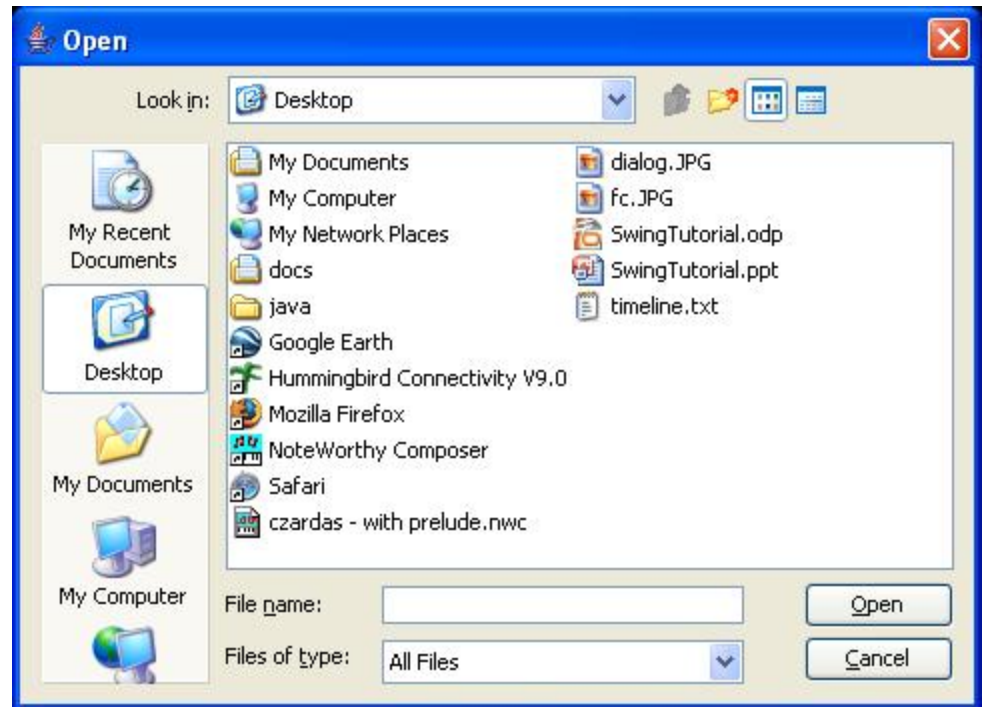 Open
Look in:
Desktop
My Recent
Documents
Desktop
My Documents
My Computer
My Documents
My Computer
My Network Places
docs
java
Google Earth
Hummingbird Connectivity V9.0
Mozilla Firefox
NoteWorthy Composer
Safari
czardas - with prelude.nwc
dialog.JPG
fc.JPG
SwingTutorial.odp
SwingTutorial.ppt
timeline.txt
File name:
Open
Files of type:
All Files
Cancel